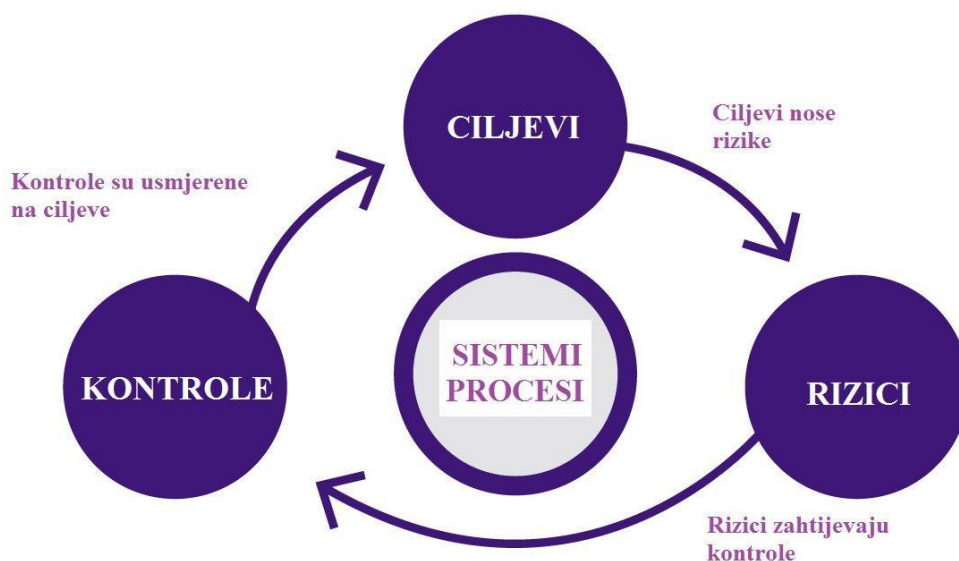 CILJEVI
Ciljevi nose
rizike
Kontrole su usmjerene
na ciljeve
SISTEMI
PROCESI
KONTROLE
RIZICI
Rizici zahtijevaju
kontrole